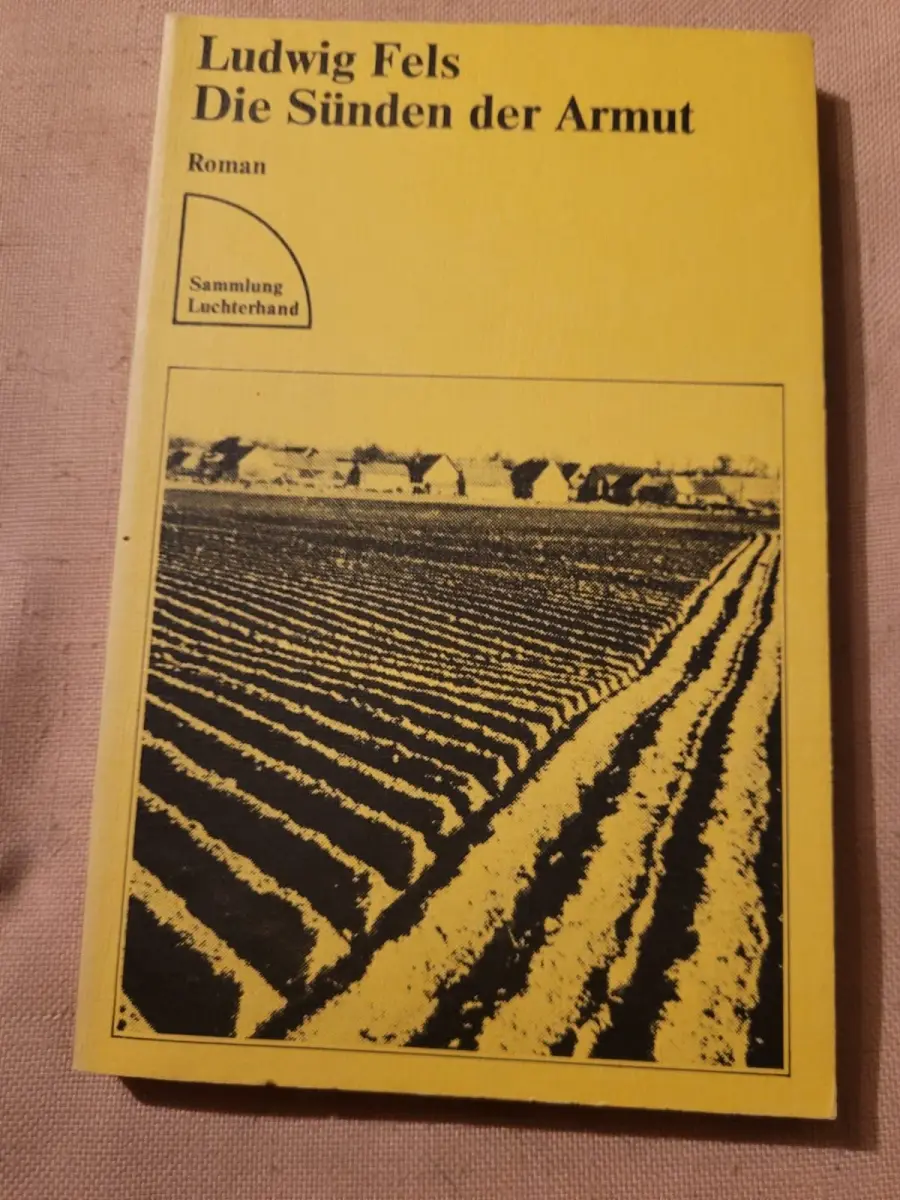 Ludwig Fels
Die Sünden der Armut
Roman
Sammlung
Luchterhand